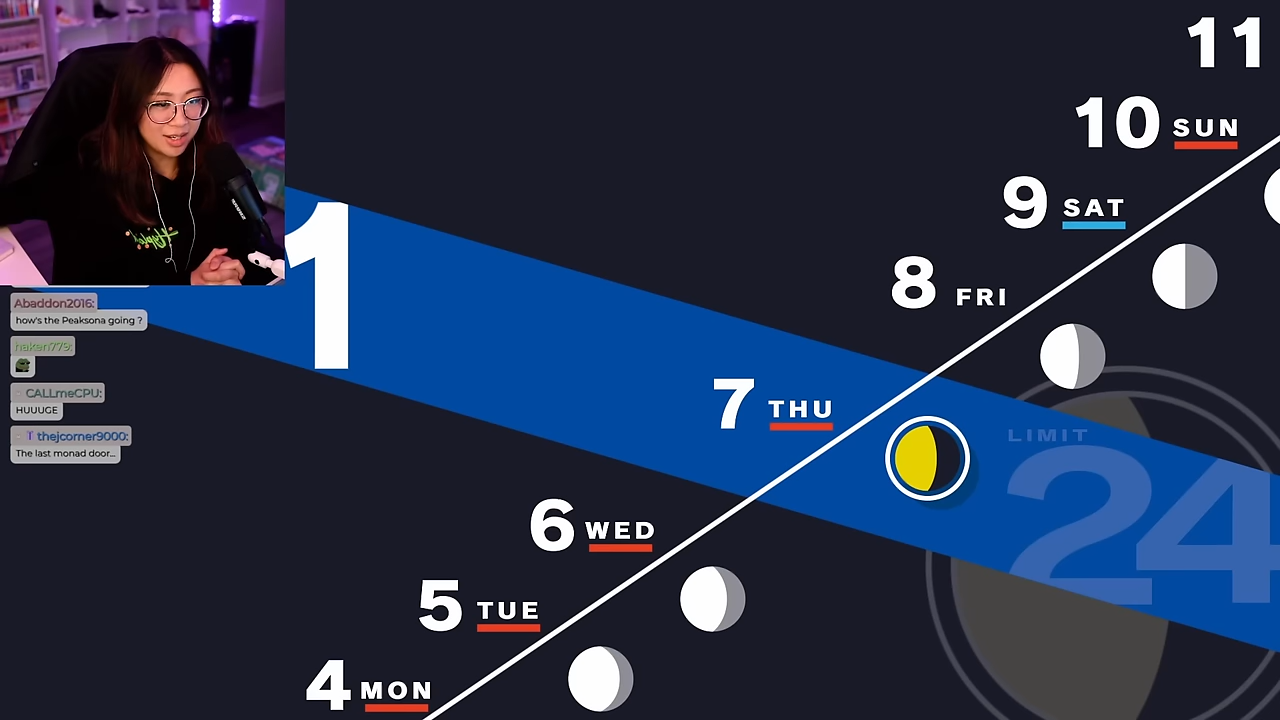 11
10 SUN
9 SAT
8 FRI
1
7 THU
LIMIT
24
6 WED
5 TUE
4 MON
Abaddon2016:
how's the Peaksona going ?
haken779:
CALLmeCPU:
HUUUGE
thejcorner9000:
The last monad door...